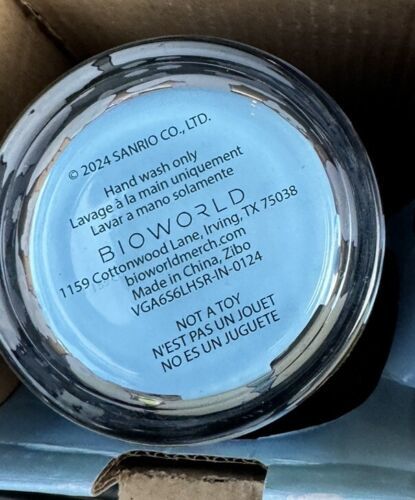 © 2024 SANRIO CO., LTD.
Hand wash only
Lavage à la main uniquement
Lavar a mano solamente
BIOWORLD
1159 Cottonwood Lane, Irving, TX 75038
bioworldmerch.com
Made in China, Zibo
VGA6S6LHSR-IN-0124
NOT A TOY
N'EST PAS UN JOUET
NO ES UN JUGUETE